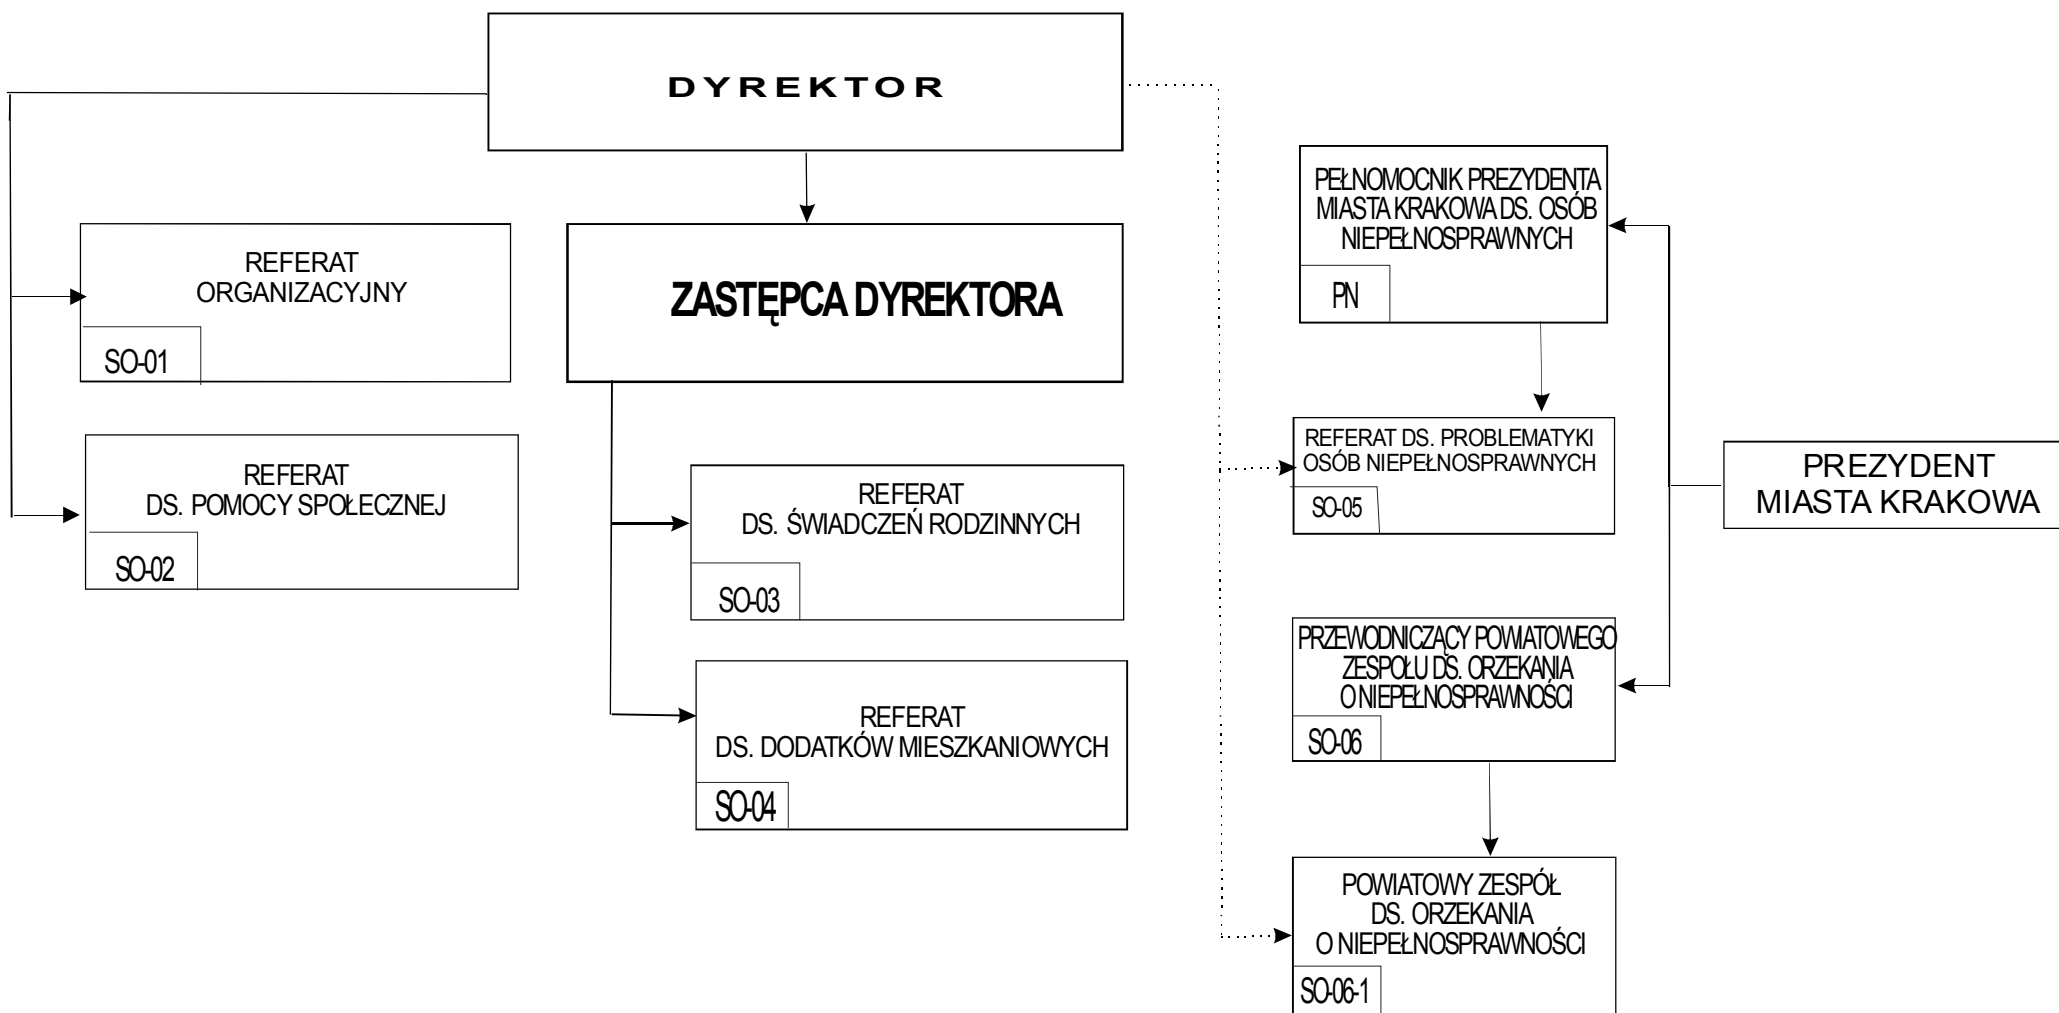 DYREKTOR
REFERAT
ORGANIZACYJNY
SO-01
REFERAT
DS. POMOCY SPOŁECZNEJ
SO-02
ZASTĘPCA DYREKTORA
REFERAT
DS. ŚWIADCZEŃ RODZINNYCH
SO-03
REFERAT
DS. DODATKÓW MIESZKANIOWYCH
SO-04
PEŁNOMOCNIK PREZYDENTA
MIASTA KRAKOWA DS. OSÓB
NIEPEŁNOSPRAWNYCH
PN
REFERAT DS. PROBLEMATYKI
OSÓB NIEPEŁNOSPRAWNYCH
SO-05
PRZEWODNICZĄCY POWIATOWEGO
ZESPOŁU DS. ORZEKANIA
O NIEPEŁNOSPRAWNOŚCI
SO-06
POWIATOWY ZESPÓŁ
DS. ORZEKANIA
O NIEPEŁNOSPRAWNOŚCI
SO-06-1
PREZYDENT
MIASTA KRAKOWA